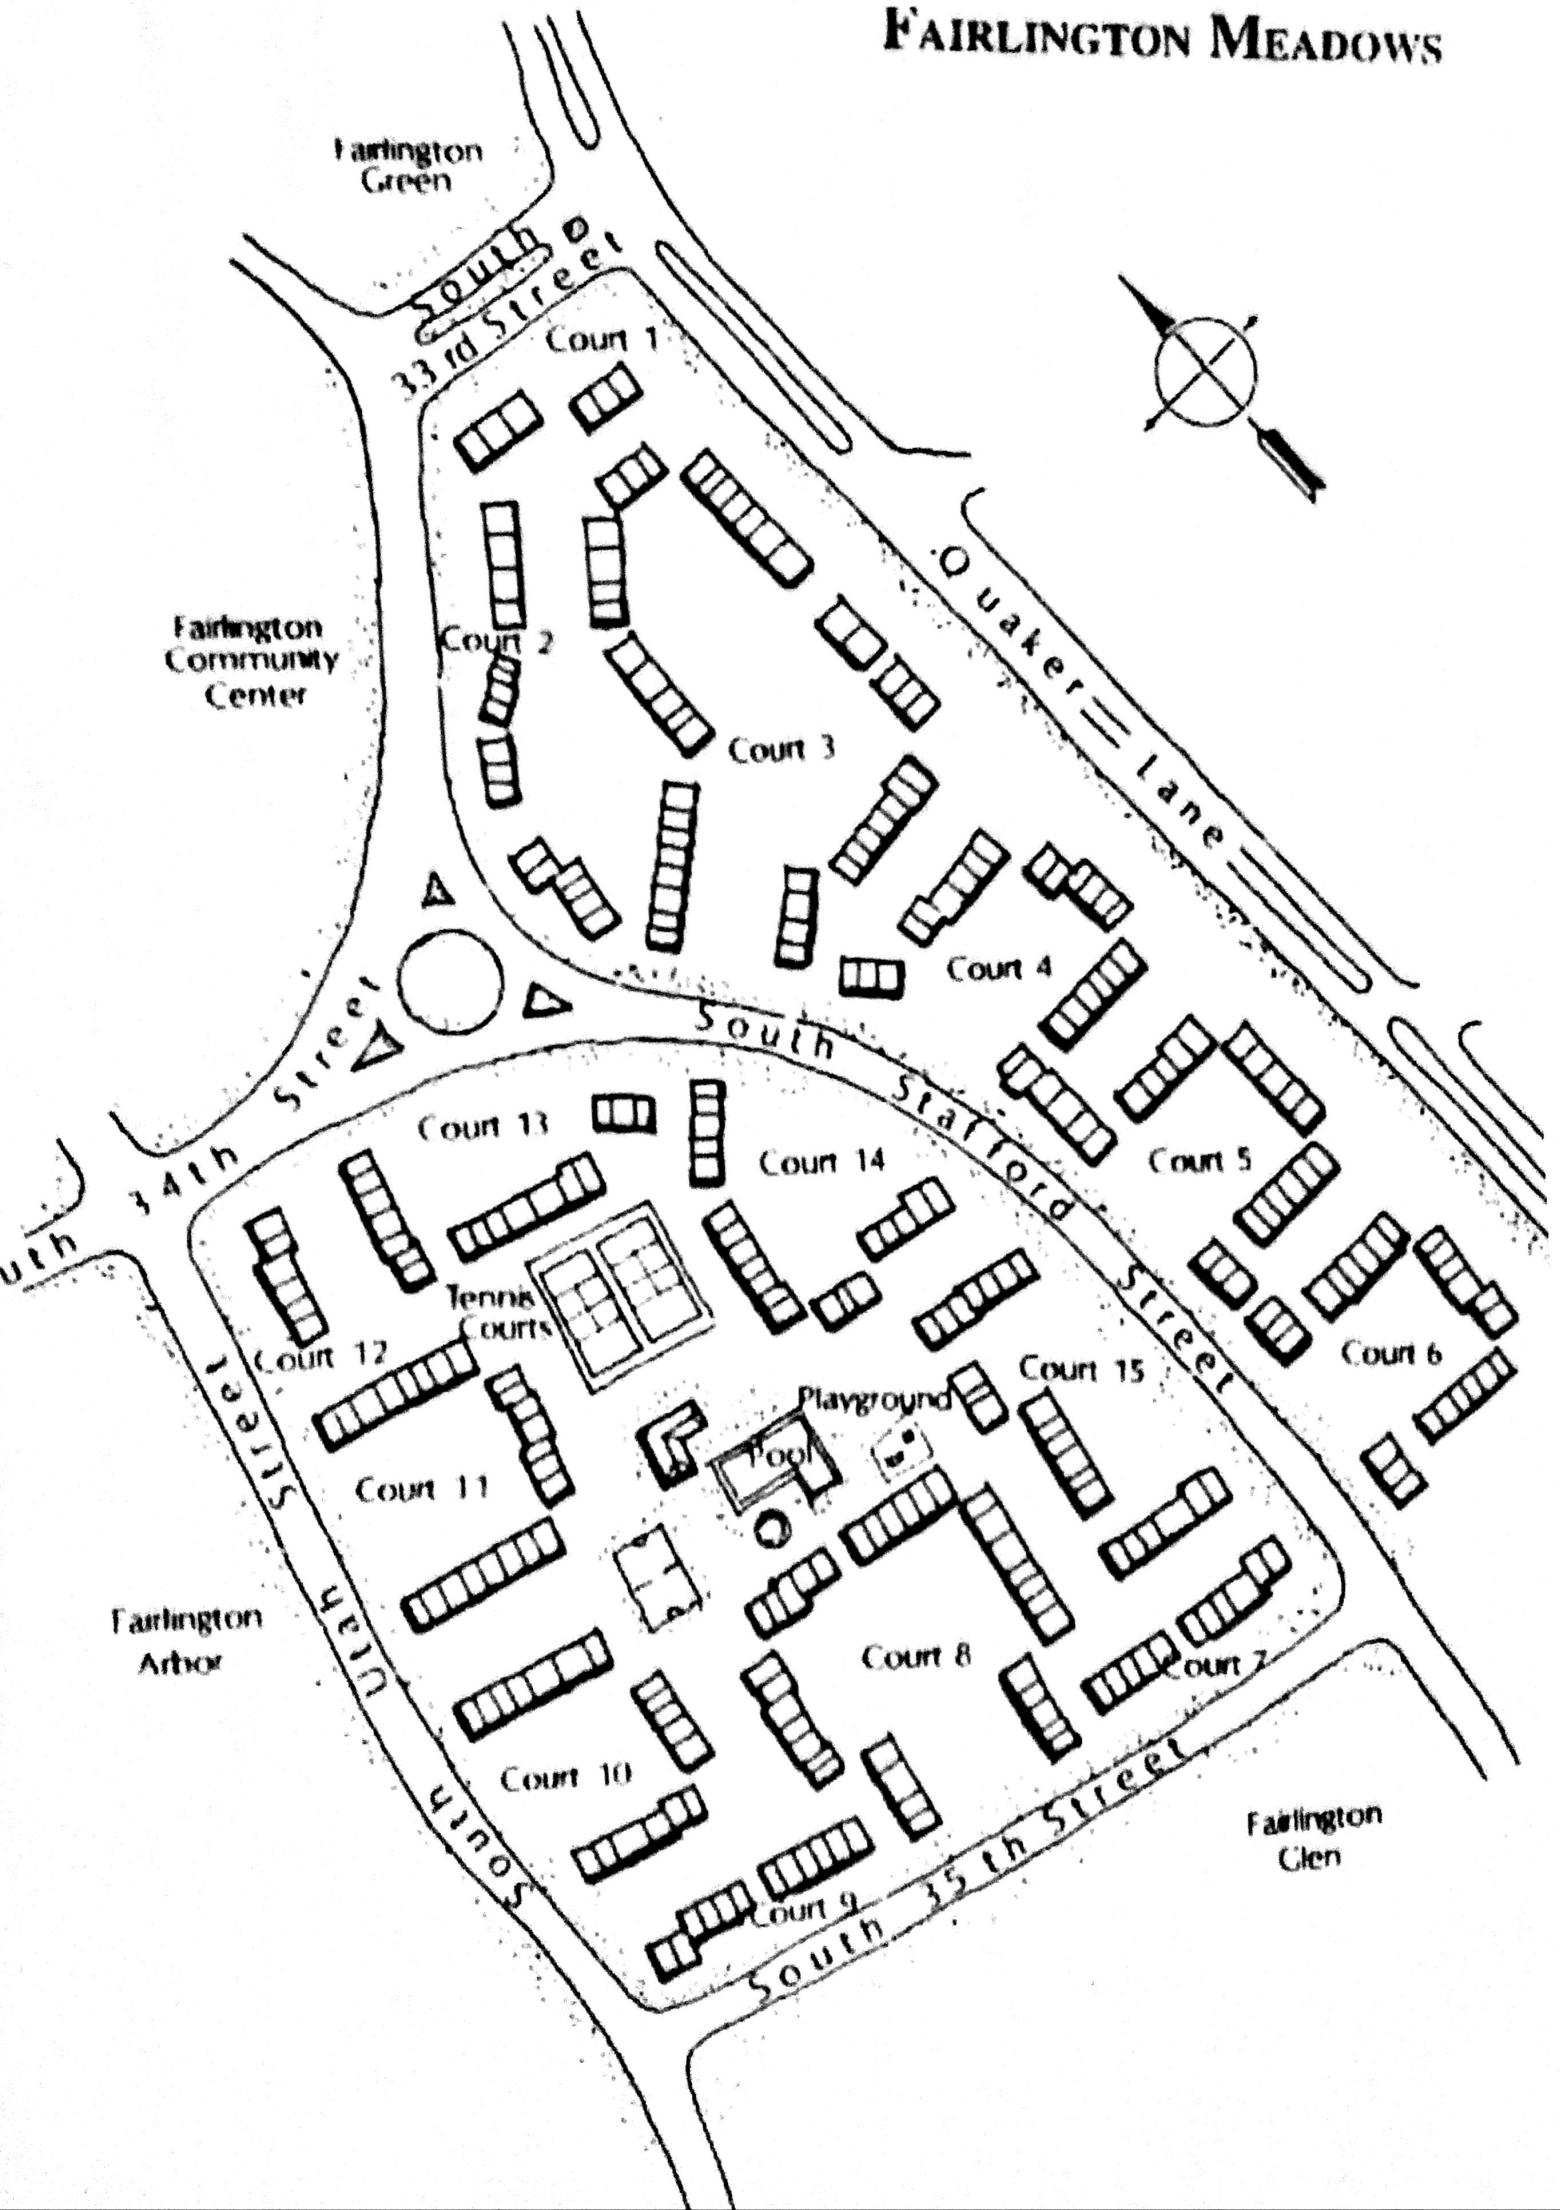 FAIRLINGTON MEADOWS
Fairlington
Green
South
33rd Street
Court 1
Quaker Lane
Fairlington
Community
Center
Court 2
Court 3
Court 4
South Stafford Street
34th Street
uth
Court 13
Court 14
Court 5
Tennis
Courts
Court 12
Court 6
Court 15
Playground
Pool
Court 11
South Utah Street
Fairlington
Arbor
Court 8
Court 7
Court 10
Court 9
South 35th Street
Fairlington
Glen